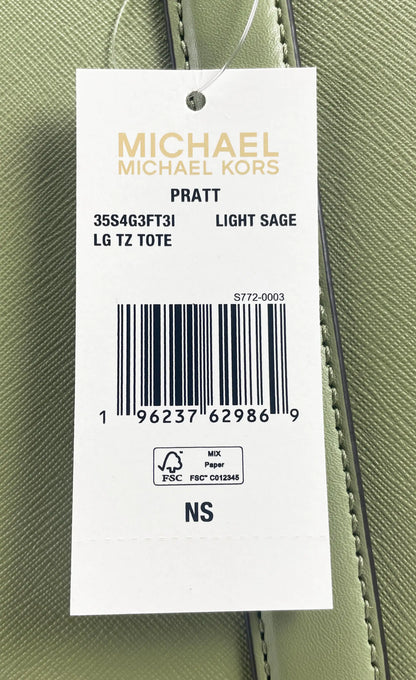 MICHAEL
MICHAEL KORS
PRATT
35S4G3FT3I LIGHT SAGE
LG TZ TOTE
S772-0003
1 96237 62986 9
FSC
MIX
Paper
FSC™ C012345
NS